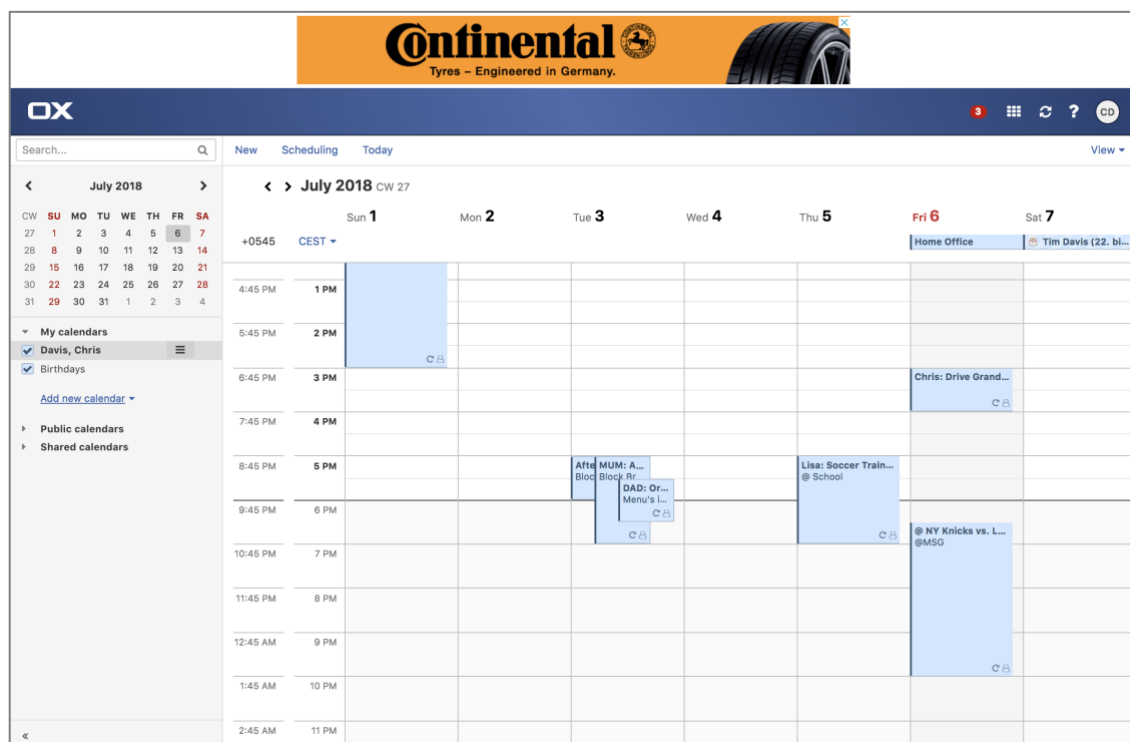 Continental
Tyres – Engineered in Germany.
OX
3
?
CD
Search...
New Scheduling Today
View
July 2018
CW SU MO TU WE TH FR SA
27 1 2 3 4 5 6 7
28 8 9 10 11 12 13 14
29 15 16 17 18 19 20 21
30 22 23 24 25 26 27 28
31 29 30 31 1 2 3 4
My calendars
Davis, Chris
Birthdays
Add new calendar
Public calendars
Shared calendars
«
July 2018 CW 27
Sun 1 Mon 2 Tue 3 Wed 4 Thu 5 Fri 6 Sat 7
+0545 CEST
Home Office
Tim Davis (22. bi...
4:45 PM 1 PM
5:45 PM 2 PM
6:45 PM 3 PM
Chris: Drive Grand...
7:45 PM 4 PM
8:45 PM 5 PM
Afte
Bloc
MUM: A...
Block Br
DAD: Or...
Menu's i...
Lisa: Soccer Train...
@ School
9:45 PM 6 PM
@ NY Knicks vs. L...
@MSG
10:45 PM 7 PM
11:45 PM 8 PM
12:45 AM 9 PM
1:45 AM 10 PM
2:45 AM 11 PM